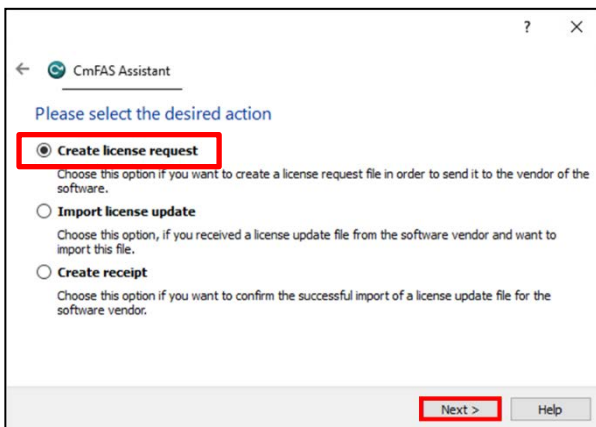 ?
CmFAS Assistant
Please select the desired action
Create license request
Choose this option if you want to create a license request file in order to send it to the vendor of the
software.
Import license update
Choose this option, if you received a license update file from the software vendor and want to
import this file.
Create receipt
Choose this option if you want to confirm the successful import of a license update file for the
software vendor.
Next > Help